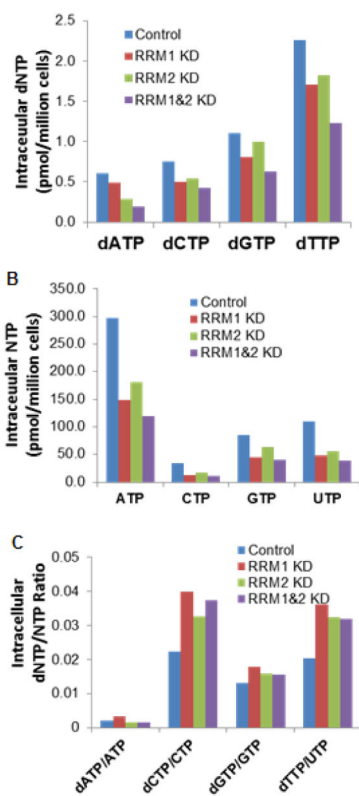 Intraceuular dNTP
(pmol/million cells)
2.5
2.0
1.5
1.0
0.5
0.0
Control
RRM1 KD
RRM2 KD
RRM1&2 KD
dATP dCTP dGTP dTTP
B
Intraceuular NTP
(pmol/million cells)
350.0
300.0
250.0
200.0
150.0
100.0
50.0
0.0
Control
RRM1 KD
RRM2 KD
RRM1&2 KD
ATP CTP GTP UTP
C
Intracellular
dNTP/NTP Ratio
0.05
0.04
0.03
0.02
0.01
0
Control
RRM1 KD
RRM2 KD
RRM1&2 KD
dATP/ATP
dCTP/CTP
dGTP/GTP
dTTP/UTP